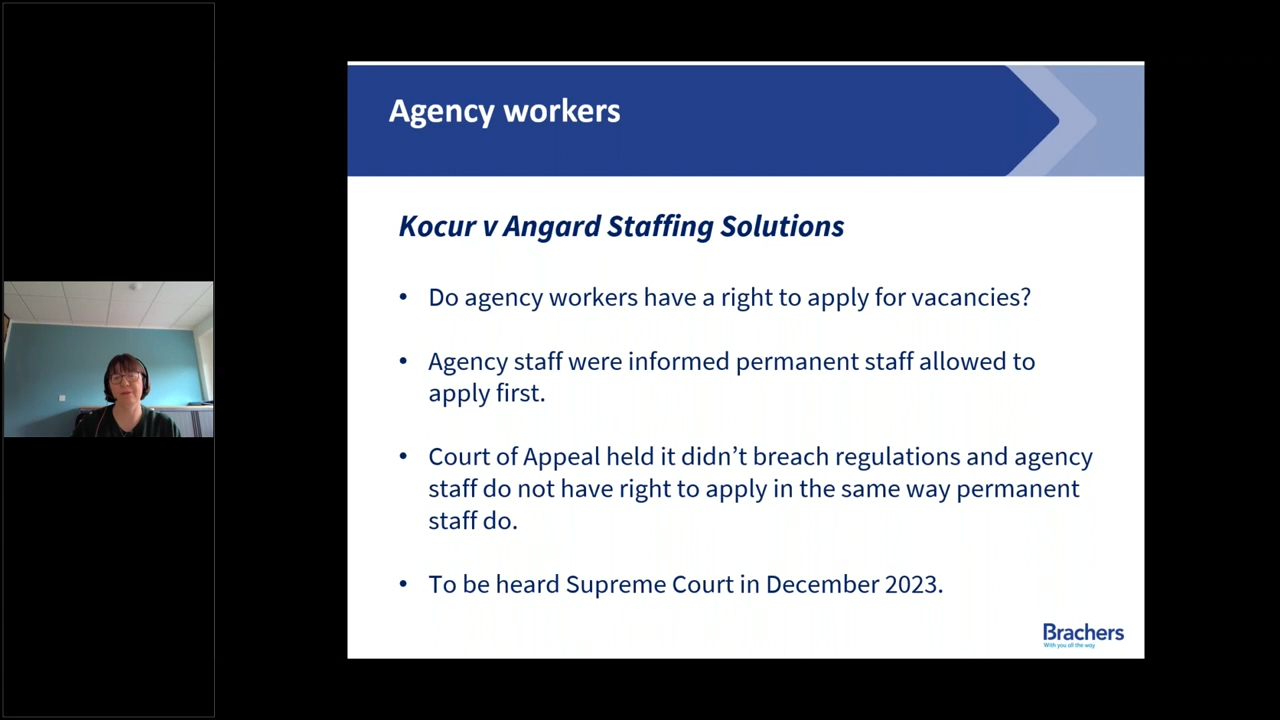 Agency workers
Kocur v Angard Staffing Solutions
• Do agency workers have a right to apply for vacancies?
• Agency staff were informed permanent staff allowed to
apply first.
• Court of Appeal held it didn’t breach regulations and agency
staff do not have right to apply in the same way permanent
staff do.
• To be heard Supreme Court in December 2023.
Brachers
With you all the way